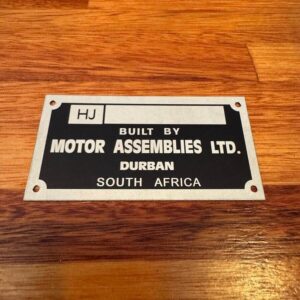 HJ
BUILT BY
MOTOR ASSEMBLIES LTD.
DURBAN
SOUTH AFRICA